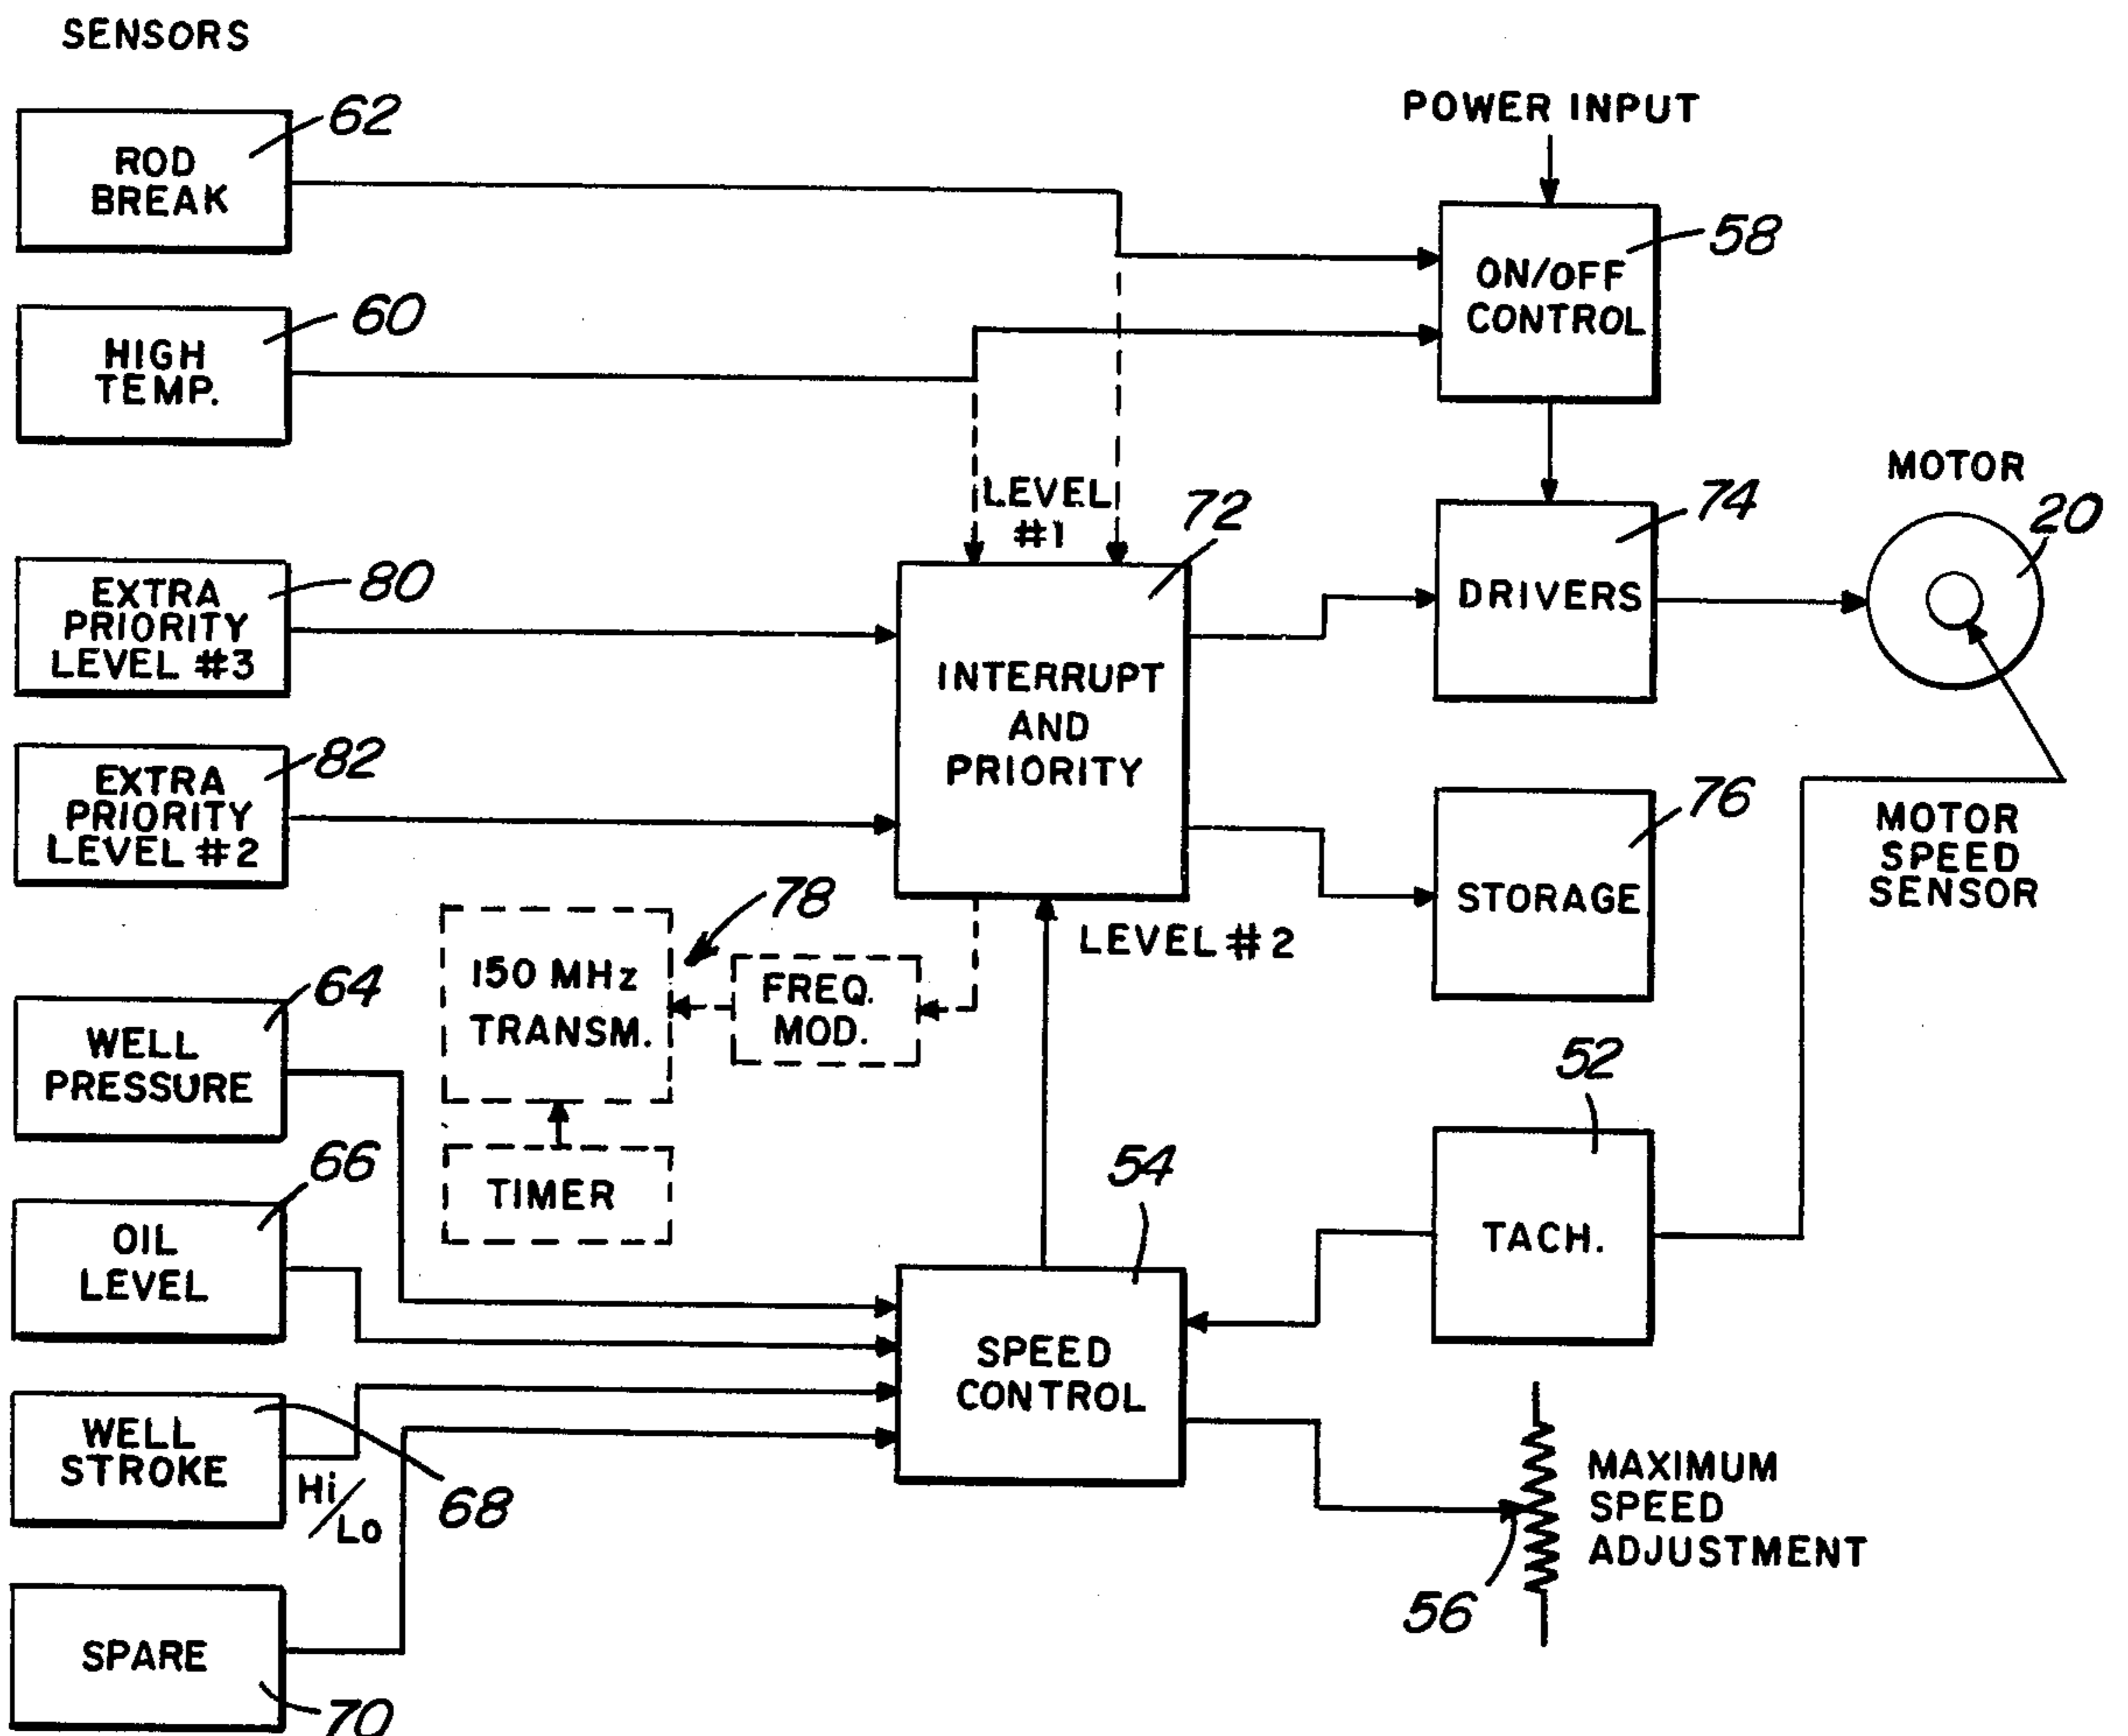 SENSORS
62
ROD
BREAK
POWER INPUT
58
ON/OFF
CONTROL
60
HIGH
TEMP.
LEVEL
#1
72
74
MOTOR
20
80
EXTRA
PRIORITY
LEVEL #3
DRIVERS
INTERRUPT
AND
PRIORITY
82
EXTRA
PRIORITY
LEVEL #2
76
STORAGE
MOTOR
SPEED
SENSOR
78
150 MHz
TRANSM.
FREQ.
MOD.
LEVEL #2
64
WELL
PRESSURE
TIMER
52
TACH.
66
OIL
LEVEL
54
SPEED
CONTROL
WELL
STROKE
Hi/Lo
68
MAXIMUM
SPEED
ADJUSTMENT
56
SPARE
70